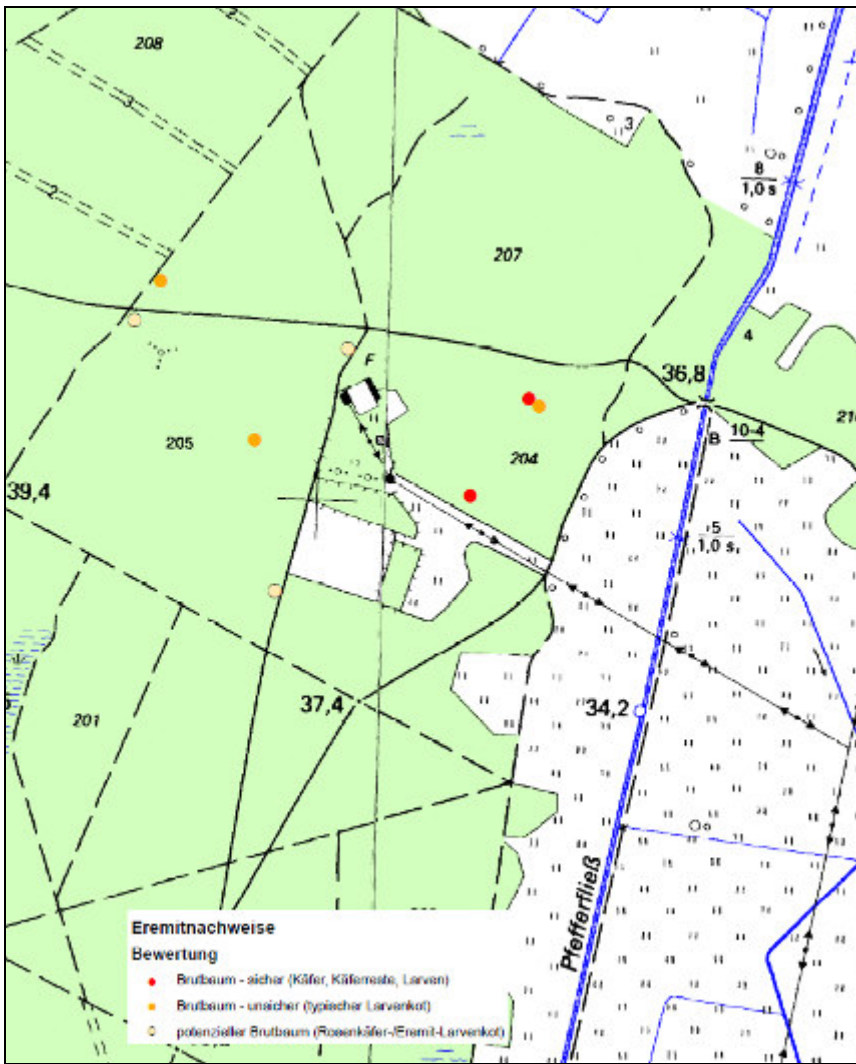 208
2
3
3
8
1,0 s
2
207
4
F
36,8
204
B 10-4
205
39,4
5
1,0 s
37,4
34,2
201
Pfefferfließ
Eremitnachweise
Bewertung
Brutbaum - sicher (Käfer, Käferreste, Larven)
Brutbaum - unsicher (typischer Larvenkot)
potenzieller Brutbaum (Rosenkäfer-/Eremit-Larvenkot)